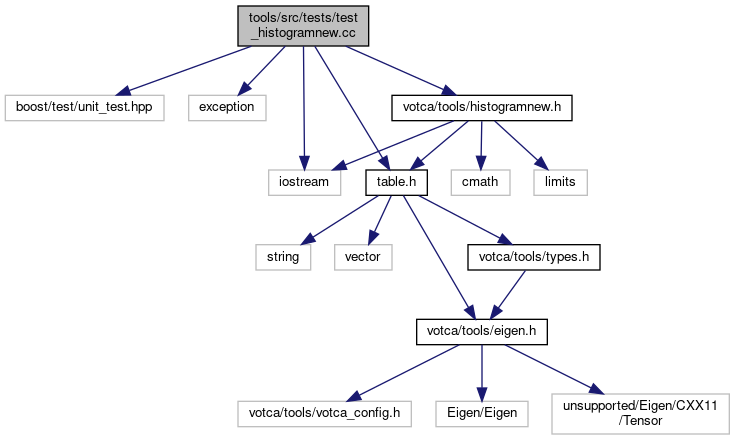 tools/src/tests/test
_histogramnew.cc
boost/test/unit_test.hpp
exception
votca/tools/histogramnew.h
iostream
table.h
cmath
limits
string
vector
votca/tools/types.h
votca/tools/eigen.h
votca/tools/votca_config.h
Eigen/Eigen
unsupported/Eigen/CXX11
/Tensor